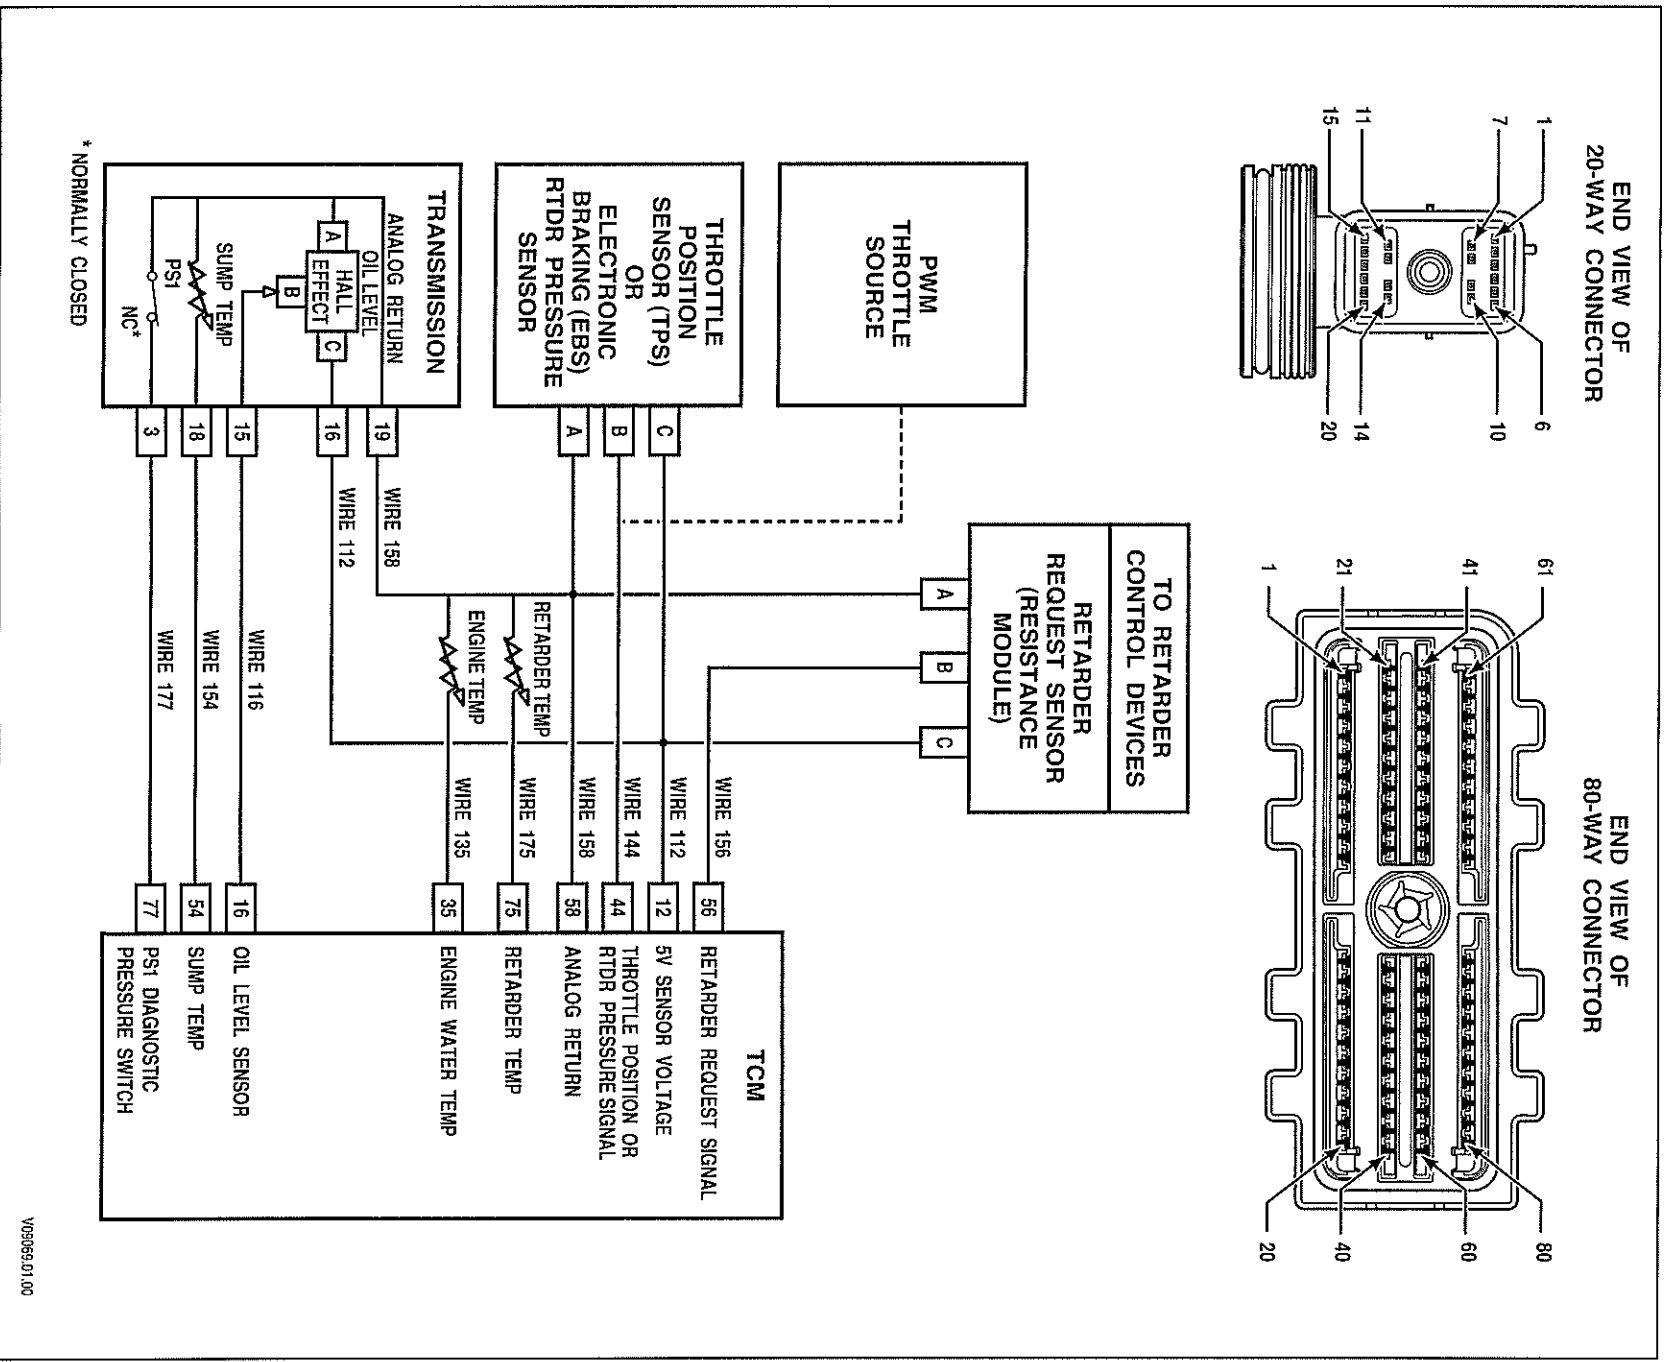 END VIEW OF
20-WAY CONNECTOR
1
7
11
15
6
10
14
20
END VIEW OF
80-WAY CONNECTOR
61
41
21
1
80
60
40
20
TO RETARDER
CONTROL DEVICES
RETARDER
REQUEST SENSOR
(RESISTANCE
MODULE)
A
B
C
PWM
THROTTLE
SOURCE
THROTTLE
POSITION
SENSOR (TPS)
OR
ELECTRONIC
BRAKING (EBS)
RTDR PRESSURE
SENSOR
C
B
A
TRANSMISSION
ANALOG RETURN
OIL LEVEL
A
HALL
EFFECT
C
B
SUMP TEMP
PS1
NC*
* NORMALLY CLOSED
19
16
15
18
3
WIRE 158
WIRE 112
WIRE 116
WIRE 154
WIRE 177
RETARDER TEMP
ENGINE TEMP
WIRE 156
WIRE 112
WIRE 144
WIRE 158
WIRE 175
WIRE 135
56
12
44
58
75
35
16
54
77
TCM
RETARDER REQUEST SIGNAL
5V SENSOR VOLTAGE
THROTTLE POSITION OR
RTDR PRESSURE SIGNAL
ANALOG RETURN
RETARDER TEMP
ENGINE WATER TEMP
OIL LEVEL SENSOR
SUMP TEMP
PS1 DIAGNOSTIC
PRESSURE SWITCH
V09069.01.00